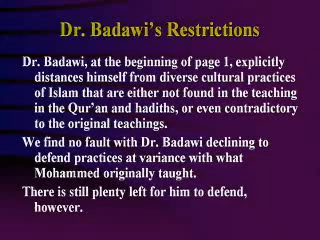 Dr. Badawi's Restrictions
Dr. Badawi, at the beginning of page 1, explicitly
distances himself from diverse cultural practices
of Islam that are either not found in the teaching
in the Qur'an and hadiths, or even contradictory
to the original teachings.
We find no fault with Dr. Badawi declining to
defend practices at variance with what
Mohammed originally taught.
There is still plenty left for him to defend,
however.